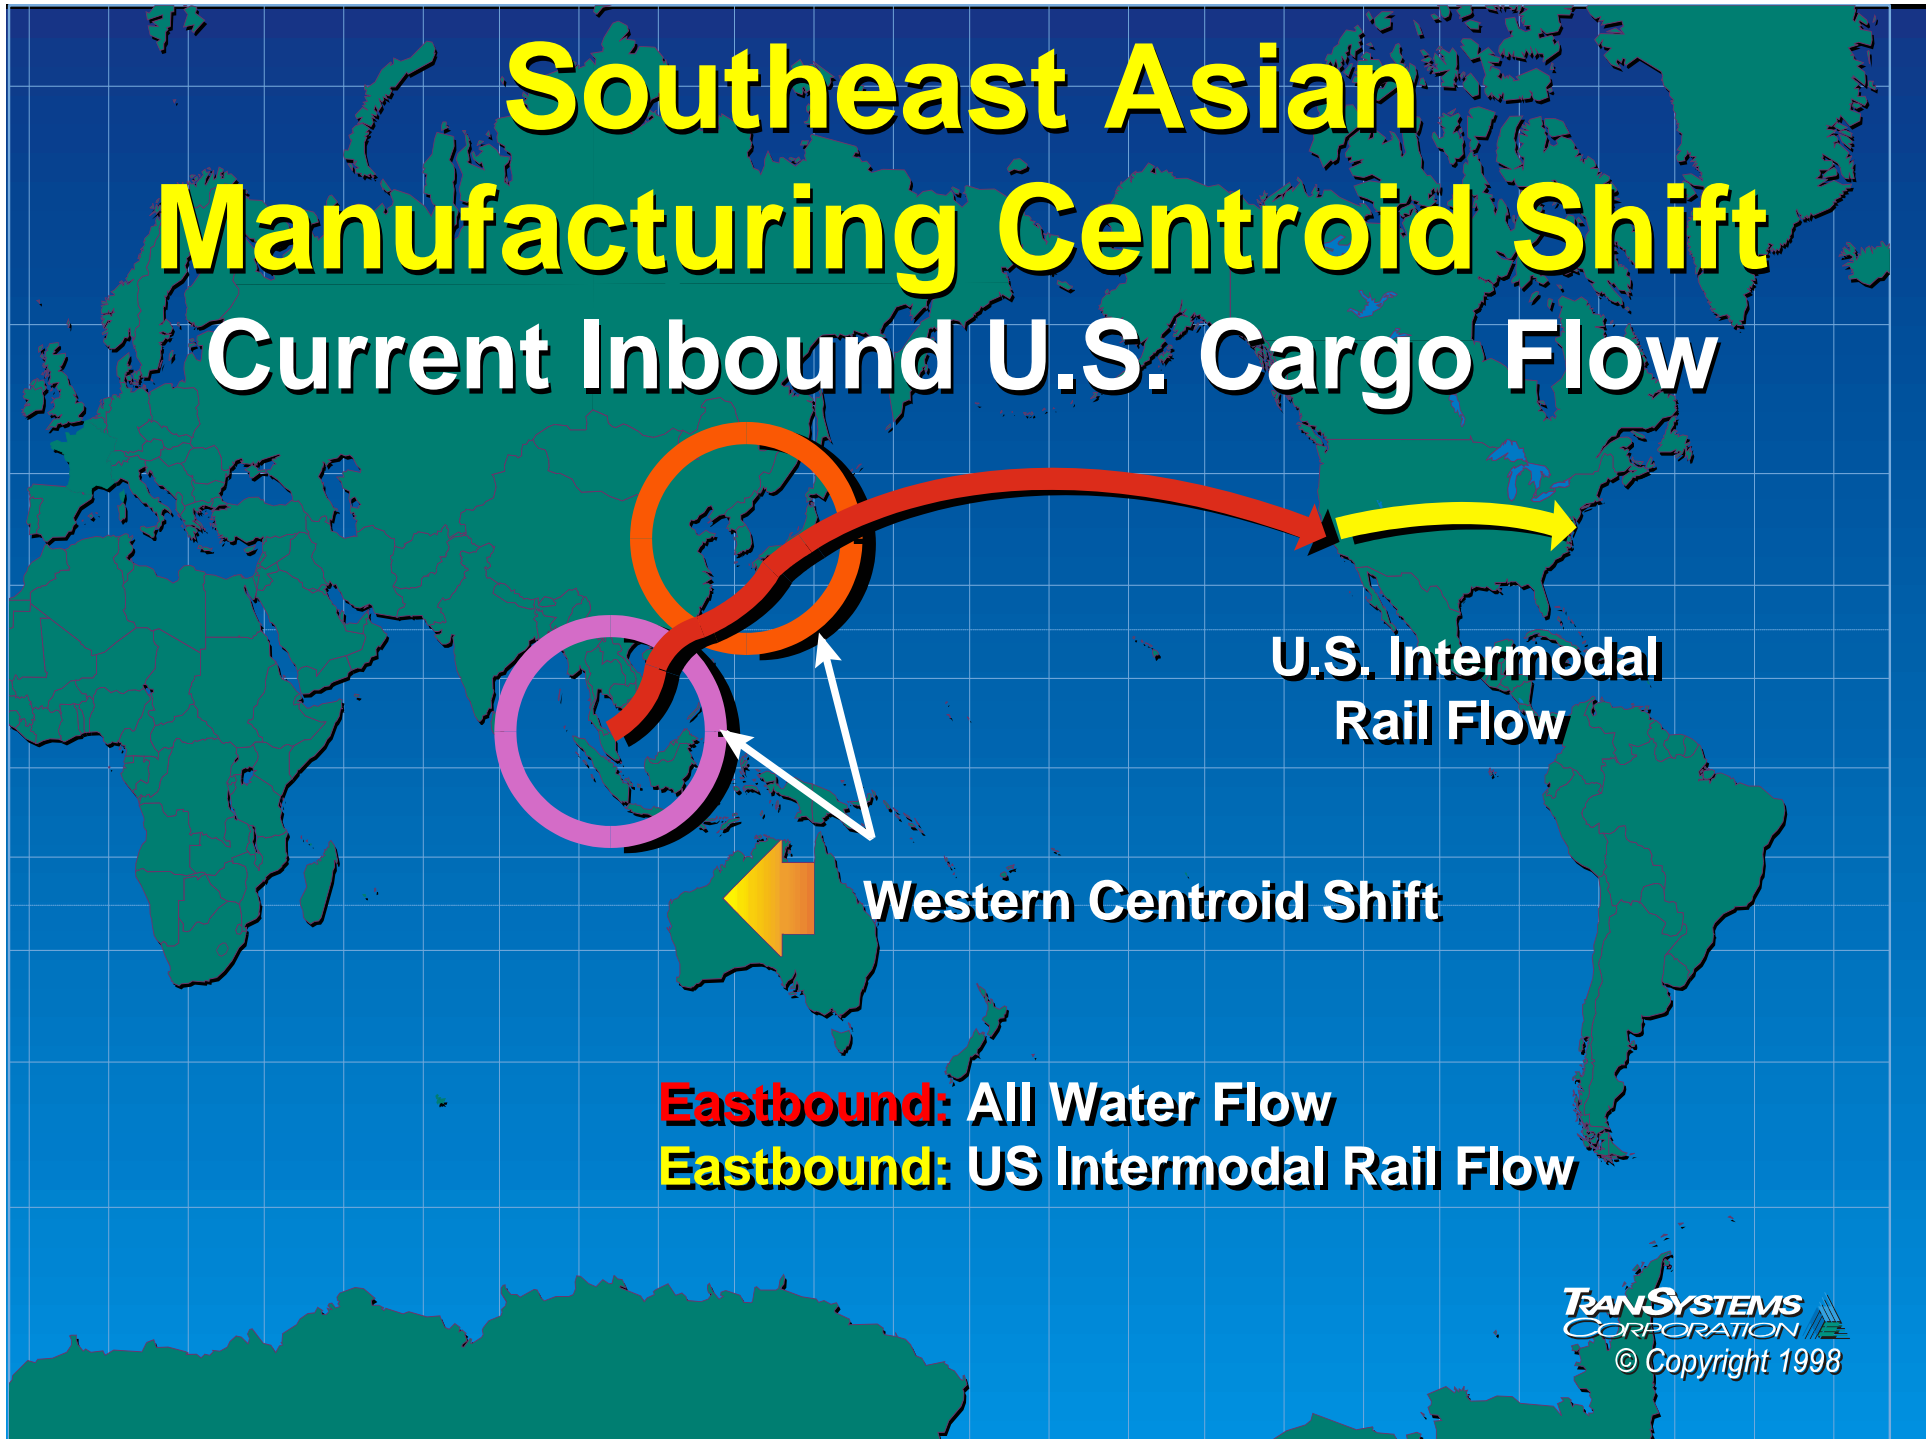 Southeast Asian
Manufacturing Centroid Shift
Current Inbound U.S. Cargo Flow
U.S. Intermodal
Rail Flow
Western Centroid Shift
Eastbound: All Water Flow
Eastbound: US Intermodal Rail Flow
TRANSYSTEMS
CORPORATION
© Copyright 1998